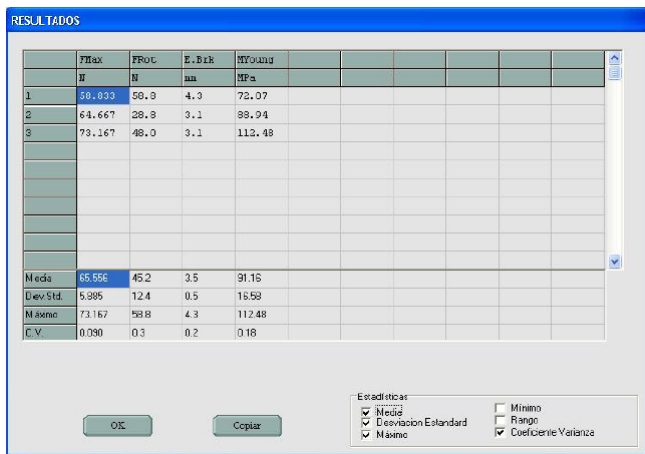 RESULTADOS
FMax FRot E.Brk MYoung
N N mm MPa
1 58.833 58.8 4.3 72.07
2 64.667 28.8 3.1 88.94
3 73.167 48.0 3.1 112.48
Media 65.556 45.2 3.5 91.16
Dev.Std. 5.885 12.4 0.5 16.58
Máximo 73.167 58.8 4.3 112.48
C.V. 0.090 0.3 0.2 0.18
Estadísticas
Media Mínimo
Desviacion Estandard Rango
Máximo Coeficiente Varianza
OK Copiar